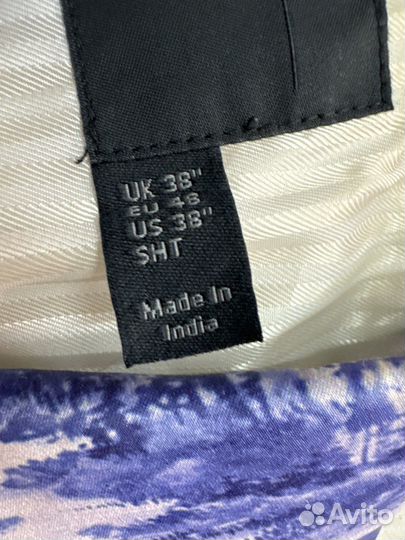 UK 38"
EU 48
US 38"
SHT
Made In
India
Avito